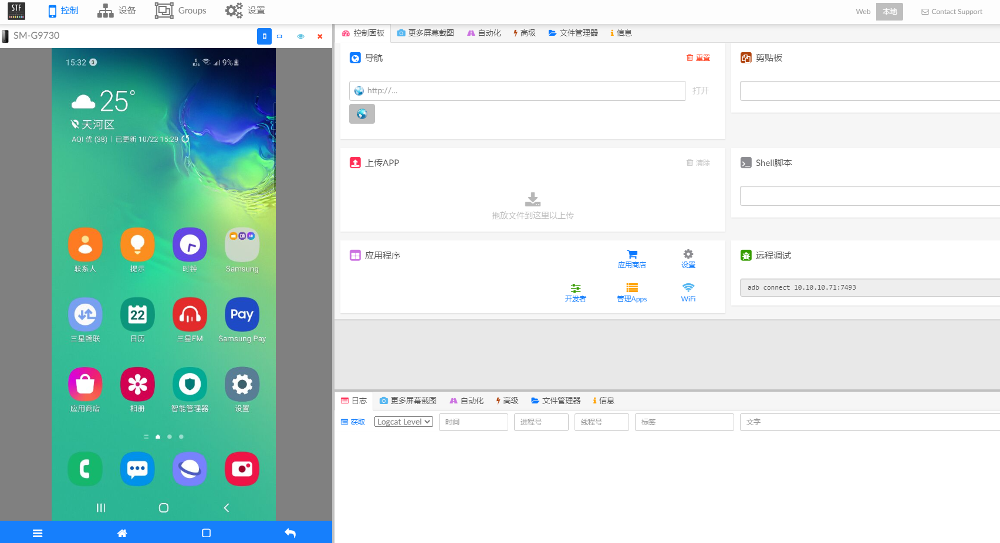 STF 控制 设备 Groups 设置 Web 本地 Contact Support
SM-G9730
控制面板 更多屏幕截图 自动化 高级 文件管理器 信息
15:32 3 0 K/s 9%
25°
天河区
AQI 优 (38) | 已更新 10/22 15:29
联系人 提示 时钟 Samsung
AR
22 Pay
三星畅联 日历 三星FM Samsung Pay
应用商店 相册 智能管理器 设置
导航 重置
http://... 打开
剪贴板
上传APP 清除
拖放文件到这里以上传
Shell脚本
应用程序
应用商店 设置
开发者 管理Apps WiFi
远程调试
adb connect 10.10.10.71:7493
日志 更多屏幕截图 自动化 高级 文件管理器 信息
获取 Logcat Level 时间 进程号 线程号 标签 文字